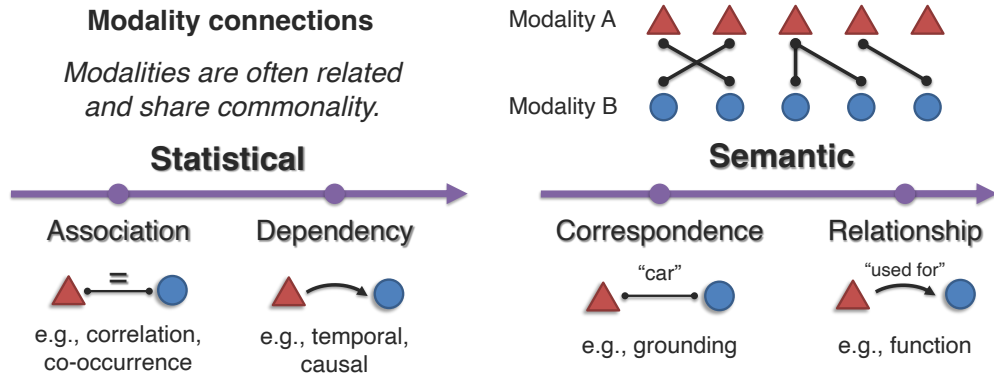 Modality connections
Modalities are often related
and share commonality.
Modality A
Modality B
Statistical
Association
Dependency
=
e.g., correlation,
co-occurrence
e.g., temporal,
causal
Semantic
Correspondence
Relationship
“car”
“used for”
e.g., grounding
e.g., function